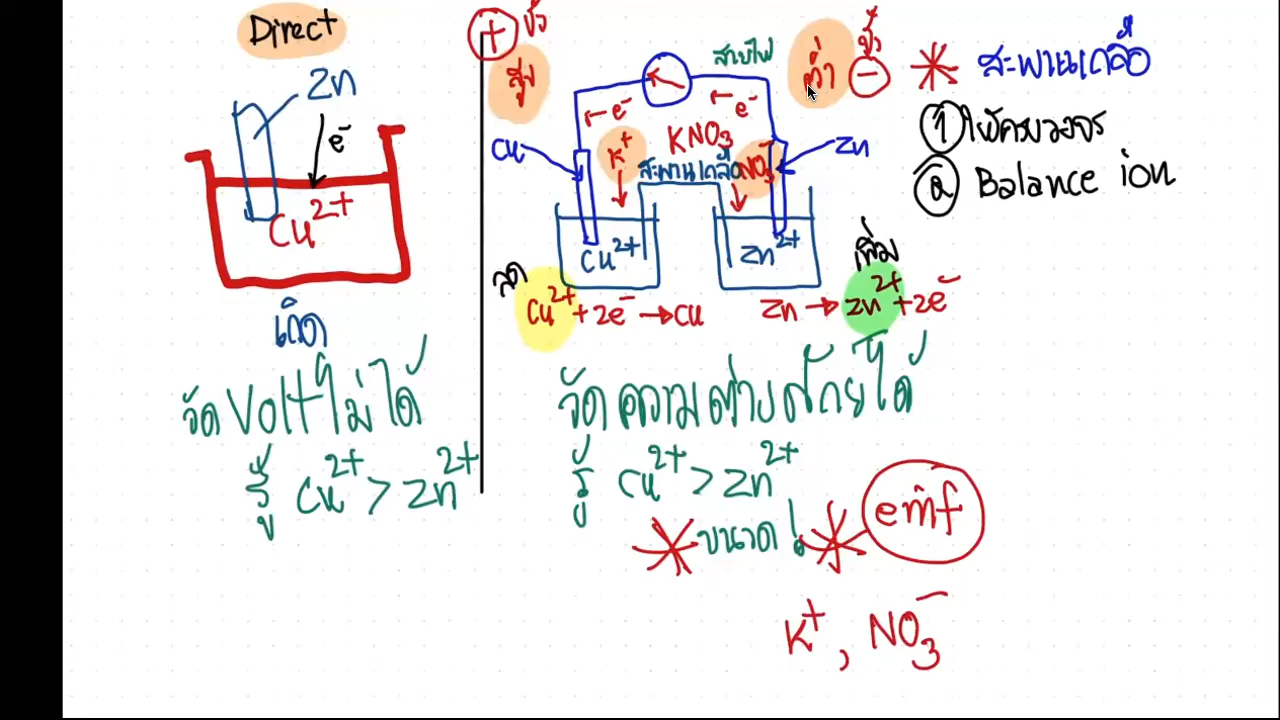 Direct
Zn
e⁻
Cu²⁺
เกิด
วัด Volt ไม่ได้
รู้ Cu²⁺ > Zn²⁺
+ ขั้ว
สูง
สายไฟ
ต่ำ
ขั้ว −
← e⁻
← e⁻
Cu
K⁺
KNO₃
สะพานเกลือ
NO₃⁻
Zn
Cu²⁺
Zn²⁺
ลด
Cu²⁺ + 2e⁻ → Cu
เพิ่ม
Zn → Zn²⁺ + 2e⁻
วัดความต่างศักย์ได้
รู้ Cu²⁺ > Zn²⁺
ขนาด!
emf
K⁺, NO₃⁻
สะพานเกลือ
① ให้ครบวงจร
② Balance ion